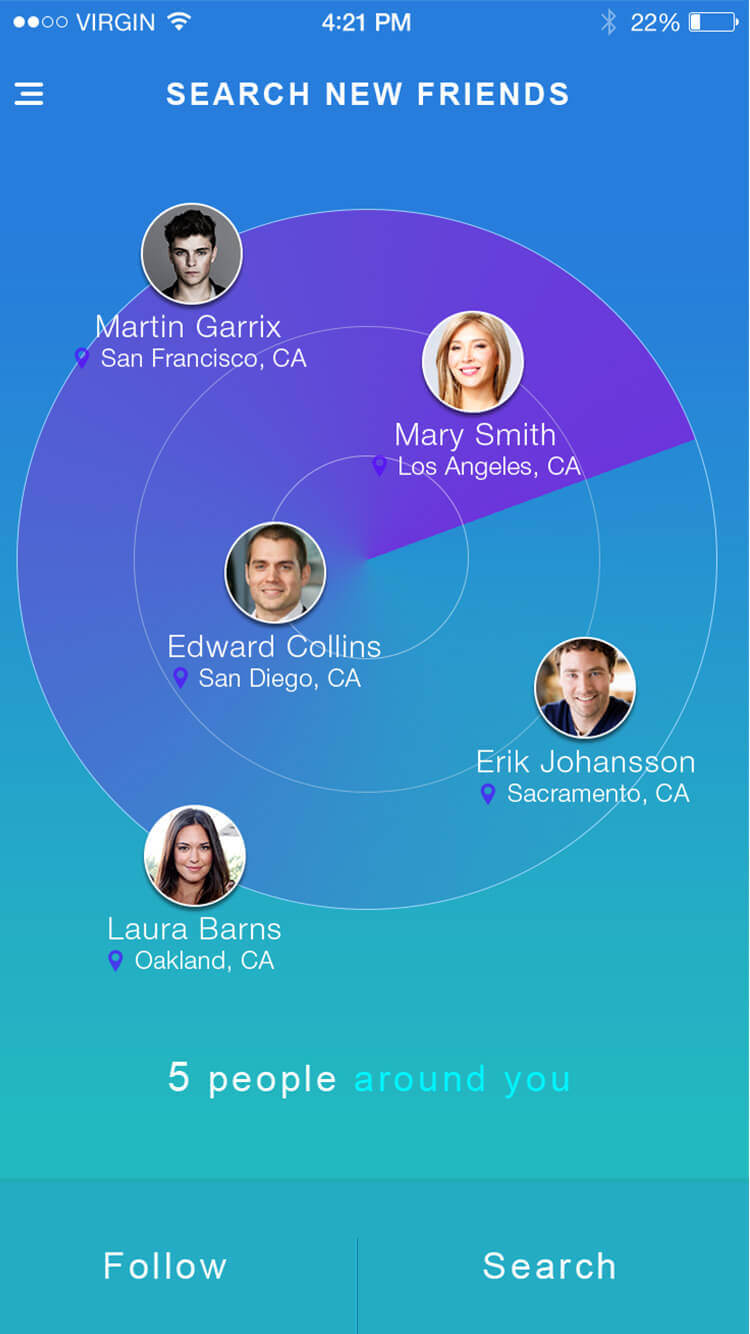 VIRGIN 4:21 PM 22%
SEARCH NEW FRIENDS
Martin Garrix
San Francisco, CA
Mary Smith
Los Angeles, CA
Edward Collins
San Diego, CA
Erik Johansson
Sacramento, CA
Laura Barns
Oakland, CA
5 people around you
Follow Search